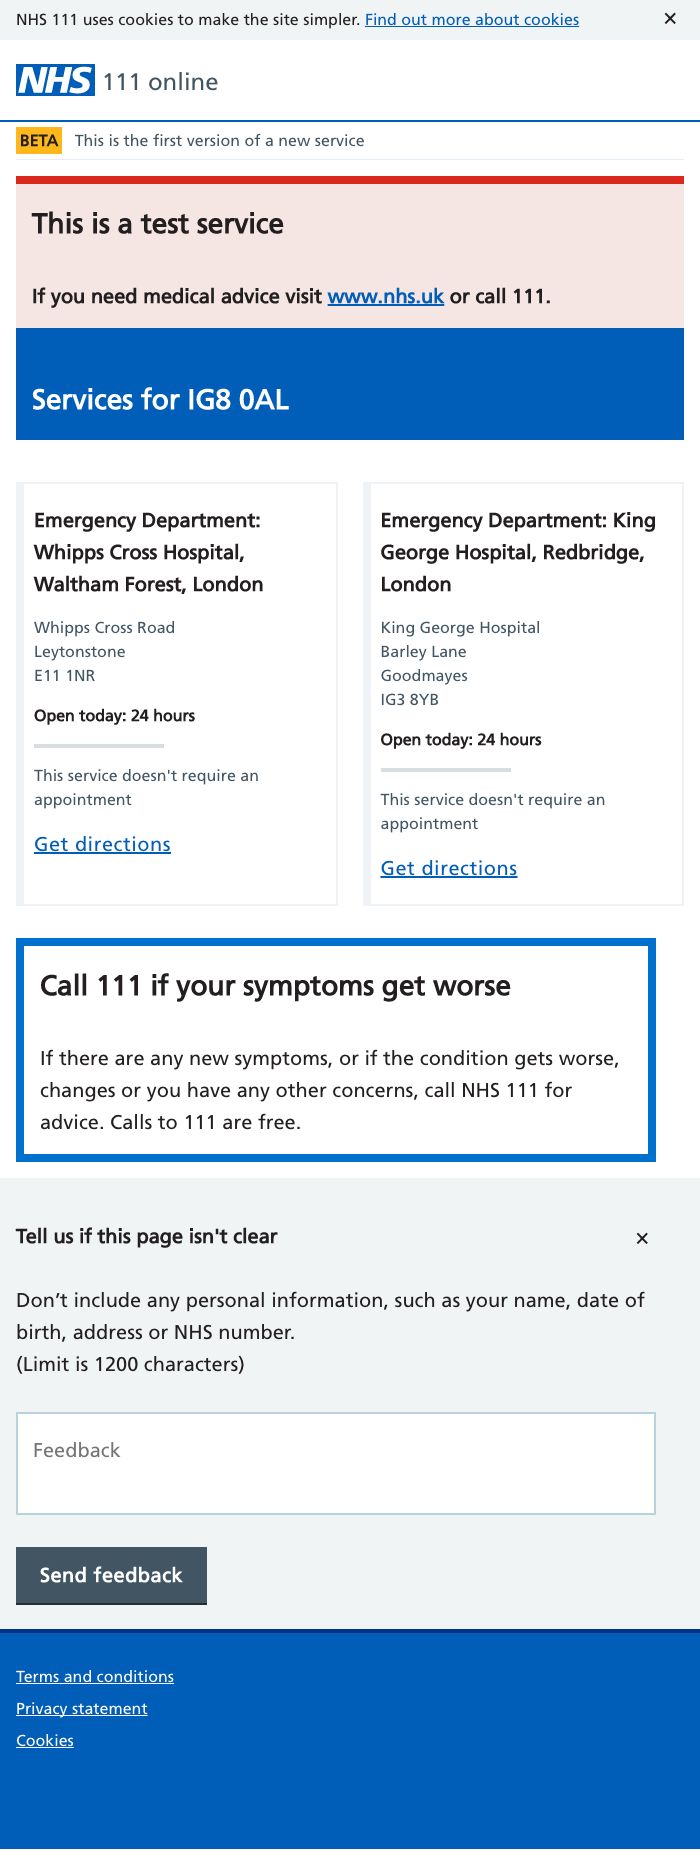 NHS 111 uses cookies to make the site simpler. Find out more about cookies ✕
NHS 111 online
BETA This is the first version of a new service
This is a test service
If you need medical advice visit www.nhs.uk or call 111.
Services for IG8 0AL
Emergency Department:
Whipps Cross Hospital,
Waltham Forest, London
Whipps Cross Road
Leytonstone
E11 1NR
Open today: 24 hours
This service doesn't require an
appointment
Get directions
Emergency Department: King
George Hospital, Redbridge,
London
King George Hospital
Barley Lane
Goodmayes
IG3 8YB
Open today: 24 hours
This service doesn't require an
appointment
Get directions
Call 111 if your symptoms get worse
If there are any new symptoms, or if the condition gets worse,
changes or you have any other concerns, call NHS 111 for
advice. Calls to 111 are free.
Tell us if this page isn't clear ✕
Don’t include any personal information, such as your name, date of
birth, address or NHS number.
(Limit is 1200 characters)
Feedback
Send feedback
Terms and conditions
Privacy statement
Cookies